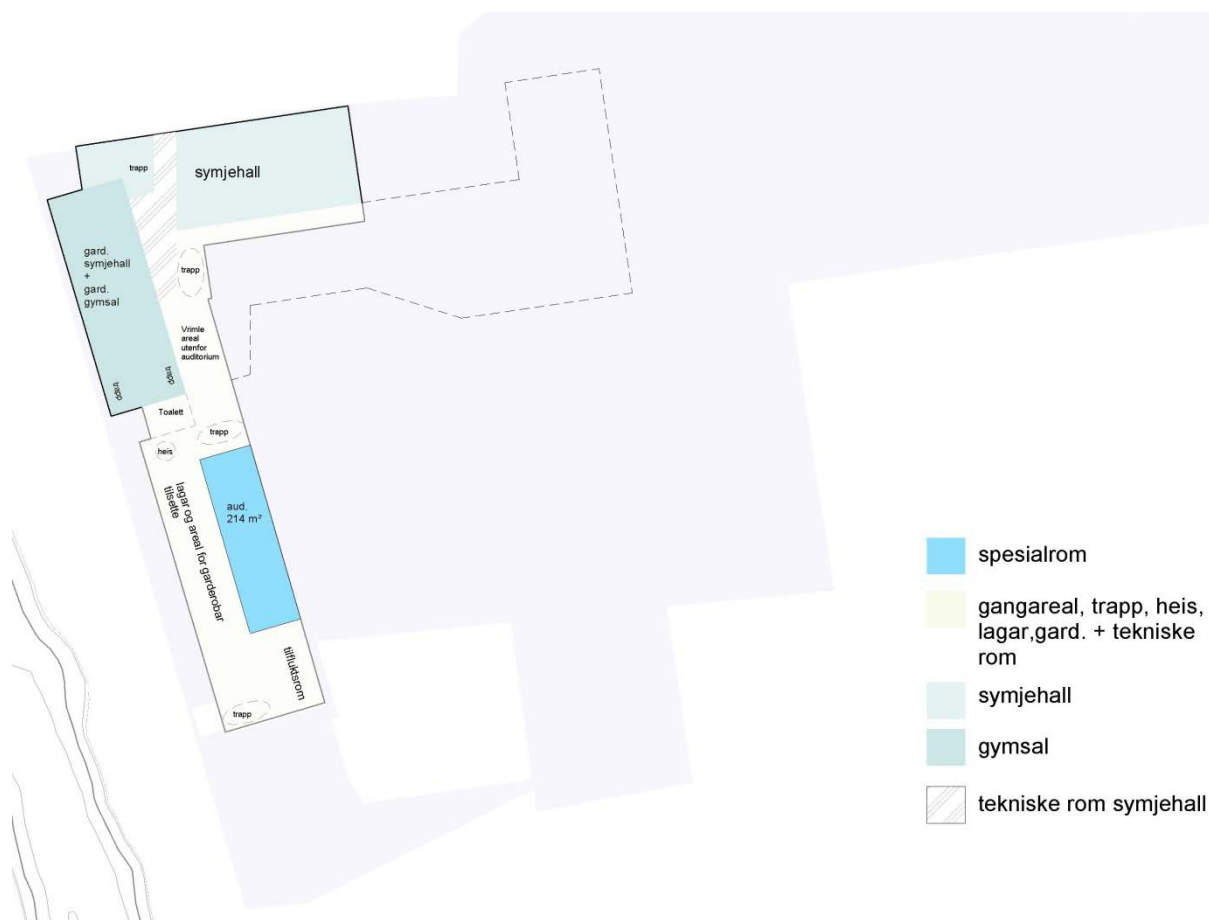 trapp
symjehall
gard.
symjehall
+
gard.
gymsal
trapp
Vrimle
areal
utenfor
auditorium
trapp
trapp
Toalett
trapp
heis
lagar og areal for garderobar
tilsette
aud.
214 m²
tilfluktsrom
trapp
spesialrom
gangareal, trapp, heis,
lagar,gard. + tekniske
rom
symjehall
gymsal
tekniske rom symjehall